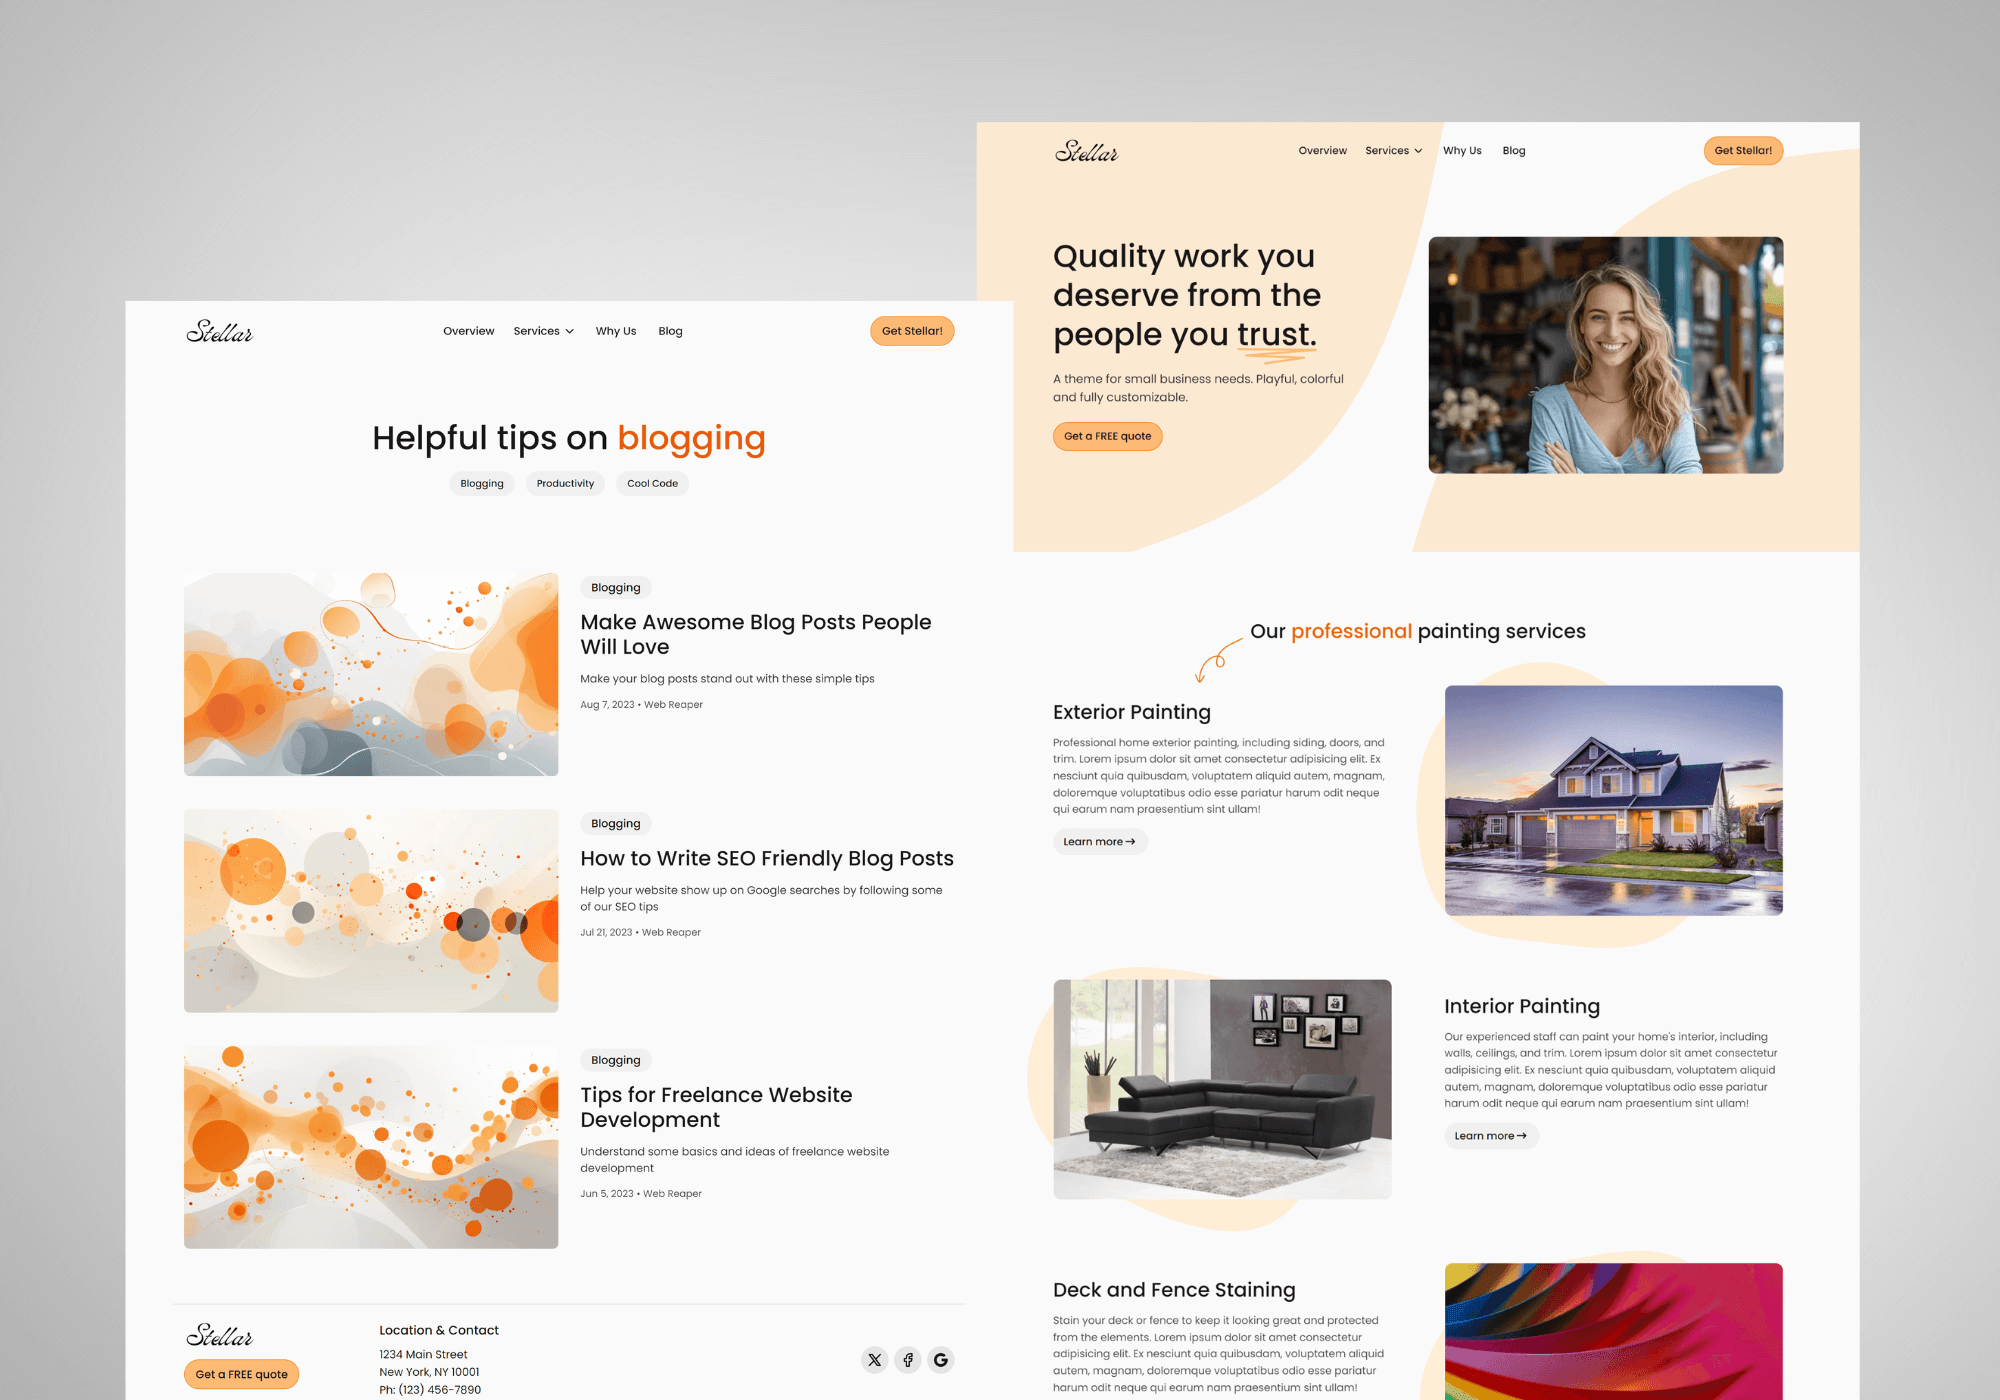 Stellar
Overview
Services
Why Us
Blog
Get Stellar!
Helpful tips on blogging
Blogging
Productivity
Cool Code
Blogging
Make Awesome Blog Posts People
Will Love
Make your blog posts stand out with these simple tips
Aug 7, 2023 • Web Reaper
Blogging
How to Write SEO Friendly Blog Posts
Help your website show up on Google searches by following some
of our SEO tips
Jul 21, 2023 • Web Reaper
Blogging
Tips for Freelance Website
Development
Understand some basics and ideas of freelance website
development
Jun 5, 2023 • Web Reaper
Stellar
Get a FREE quote
Location & Contact
1234 Main Street
New York, NY 10001
Ph: (123) 456-7890
Stellar
Overview
Services
Why Us
Blog
Get Stellar!
Quality work you
deserve from the
people you trust.
A theme for small business needs. Playful, colorful
and fully customizable.
Get a FREE quote
Our professional painting services
Exterior Painting
Professional home exterior painting, including siding, doors, and
trim. Lorem ipsum dolor sit amet consectetur adipisicing elit. Ex
nesciunt quia quibusdam, voluptatem aliquid autem, magnam,
doloremque voluptatibus odio esse pariatur harum odit neque
qui earum nam praesentium sint ullam!
Learn more→
Interior Painting
Our experienced staff can paint your home's interior, including
walls, ceilings, and trim. Lorem ipsum dolor sit amet consectetur
adipisicing elit. Ex nesciunt quia quibusdam, voluptatem aliquid
autem, magnam, doloremque voluptatibus odio esse pariatur
harum odit neque qui earum nam praesentium sint ullam!
Learn more→
Deck and Fence Staining
Stain your deck or fence to keep it looking great and protected
from the elements. Lorem ipsum dolor sit amet consectetur
adipisicing elit. Ex nesciunt quia quibusdam, voluptatem aliquid
autem, magnam, doloremque voluptatibus odio esse pariatur
harum odit neque qui earum nam praesentium sint ullam!